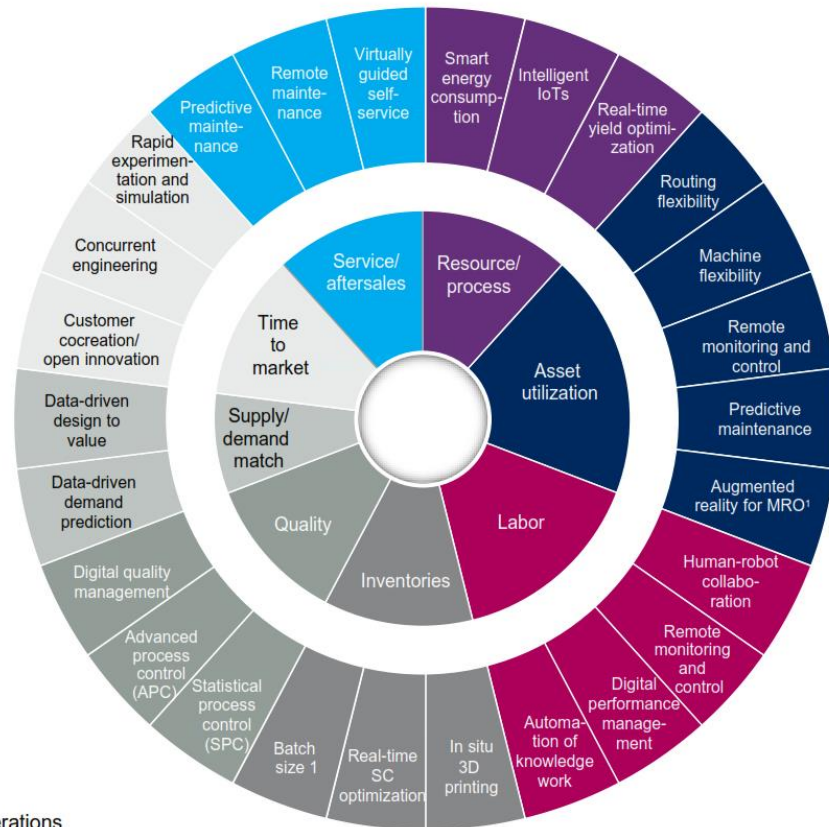 Smart
energy
consump-
tion
Intelligent
IoTs
Real-time
yield optimi-
zation
Routing
flexibility
Machine
flexibility
Remote
monitoring and
control
Predictive
maintenance
Augmented
reality for MRO¹
Human-robot
collabo-
ration
Remote
monitoring
and
control
Digital
performance
manage-
ment
Automa-
tion of
knowledge
work
In situ
3D
printing
Real-time
SC
optimization
Batch
size 1
Statistical
process
control
(SPC)
Advanced
process
control
(APC)
Digital quality
management
Data-driven
demand
prediction
Data-driven
design to
value
Customer
cocreation/
open innovation
Concurrent
engineering
Rapid
experimen-
tation and
simulation
Predictive
mainte-
nance
Remote
mainte-
nance
Virtually
guided
self-
service
Resource/
process
Asset
utilization
Labor
Inventories
Quality
Supply/
demand
match
Time
to
market
Service/
aftersales
erations